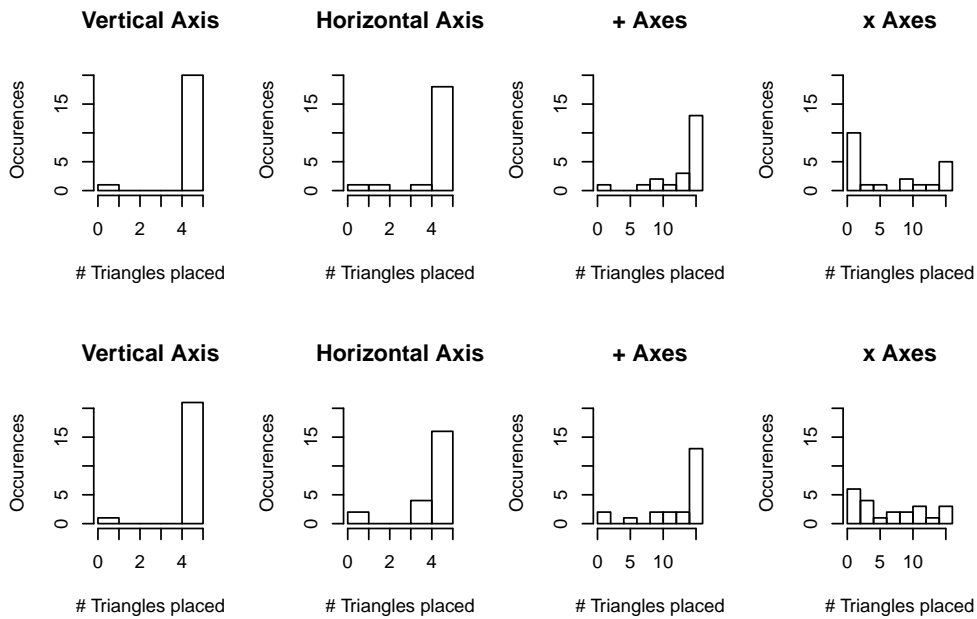 Vertical Axis
Occurences
0 5 15
0 2 4
# Triangles placed
Horizontal Axis
Occurences
0 5 15
0 2 4
# Triangles placed
+ Axes
Occurences
0 5 15
0 5 10
# Triangles placed
x Axes
Occurences
0 5 15
0 5 10
# Triangles placed
Vertical Axis
Occurences
0 5 15
0 2 4
# Triangles placed
Horizontal Axis
Occurences
0 5 15
0 2 4
# Triangles placed
+ Axes
Occurences
0 5 15
0 5 10
# Triangles placed
x Axes
Occurences
0 5 15
0 5 10
# Triangles placed